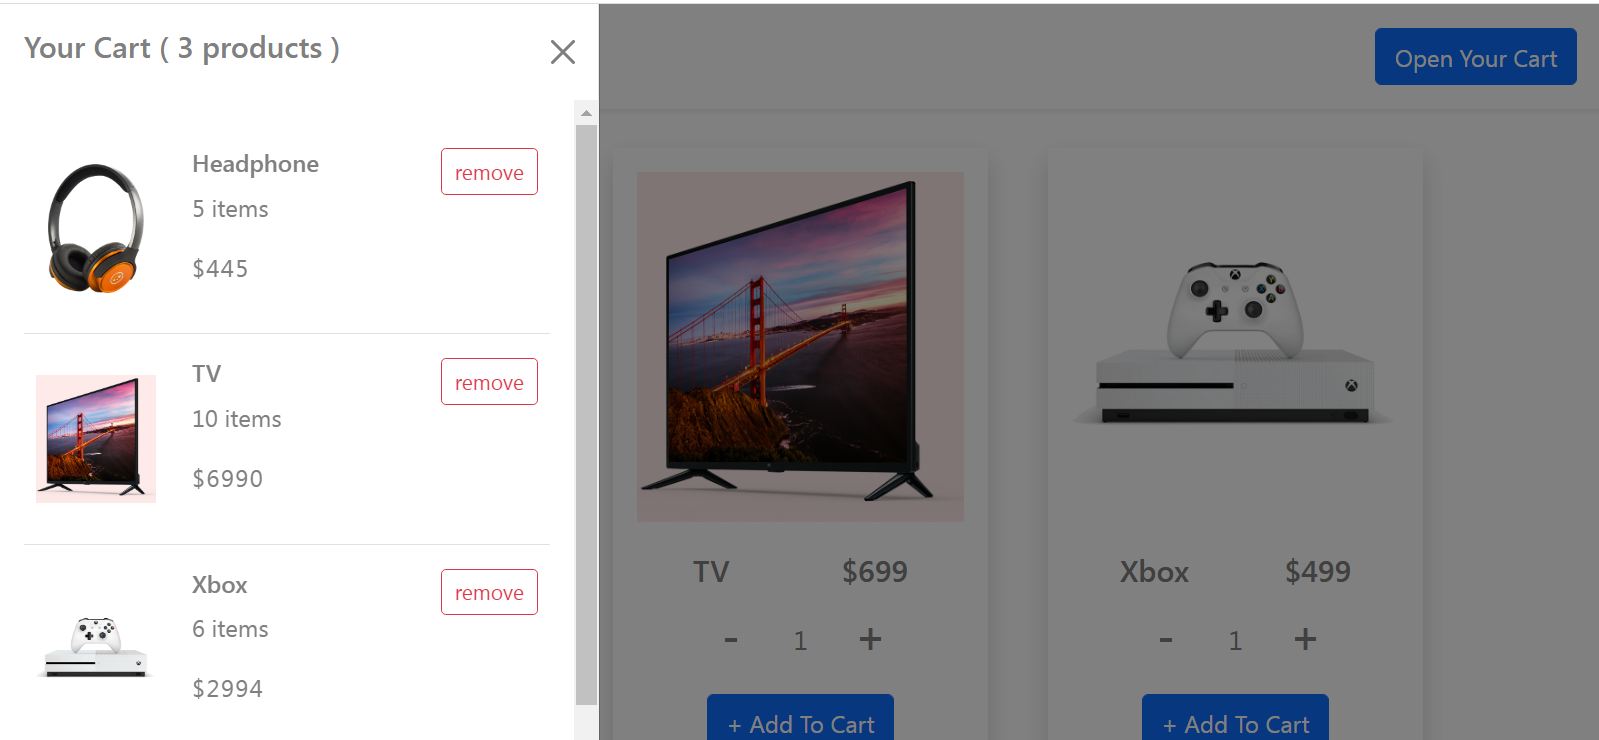 Your Cart ( 3 products )
Headphone
remove
5 items
$445
TV
remove
10 items
$6990
Xbox
remove
6 items
$2994
Open Your Cart
TV $699
- 1 +
+ Add To Cart
Xbox $499
- 1 +
+ Add To Cart